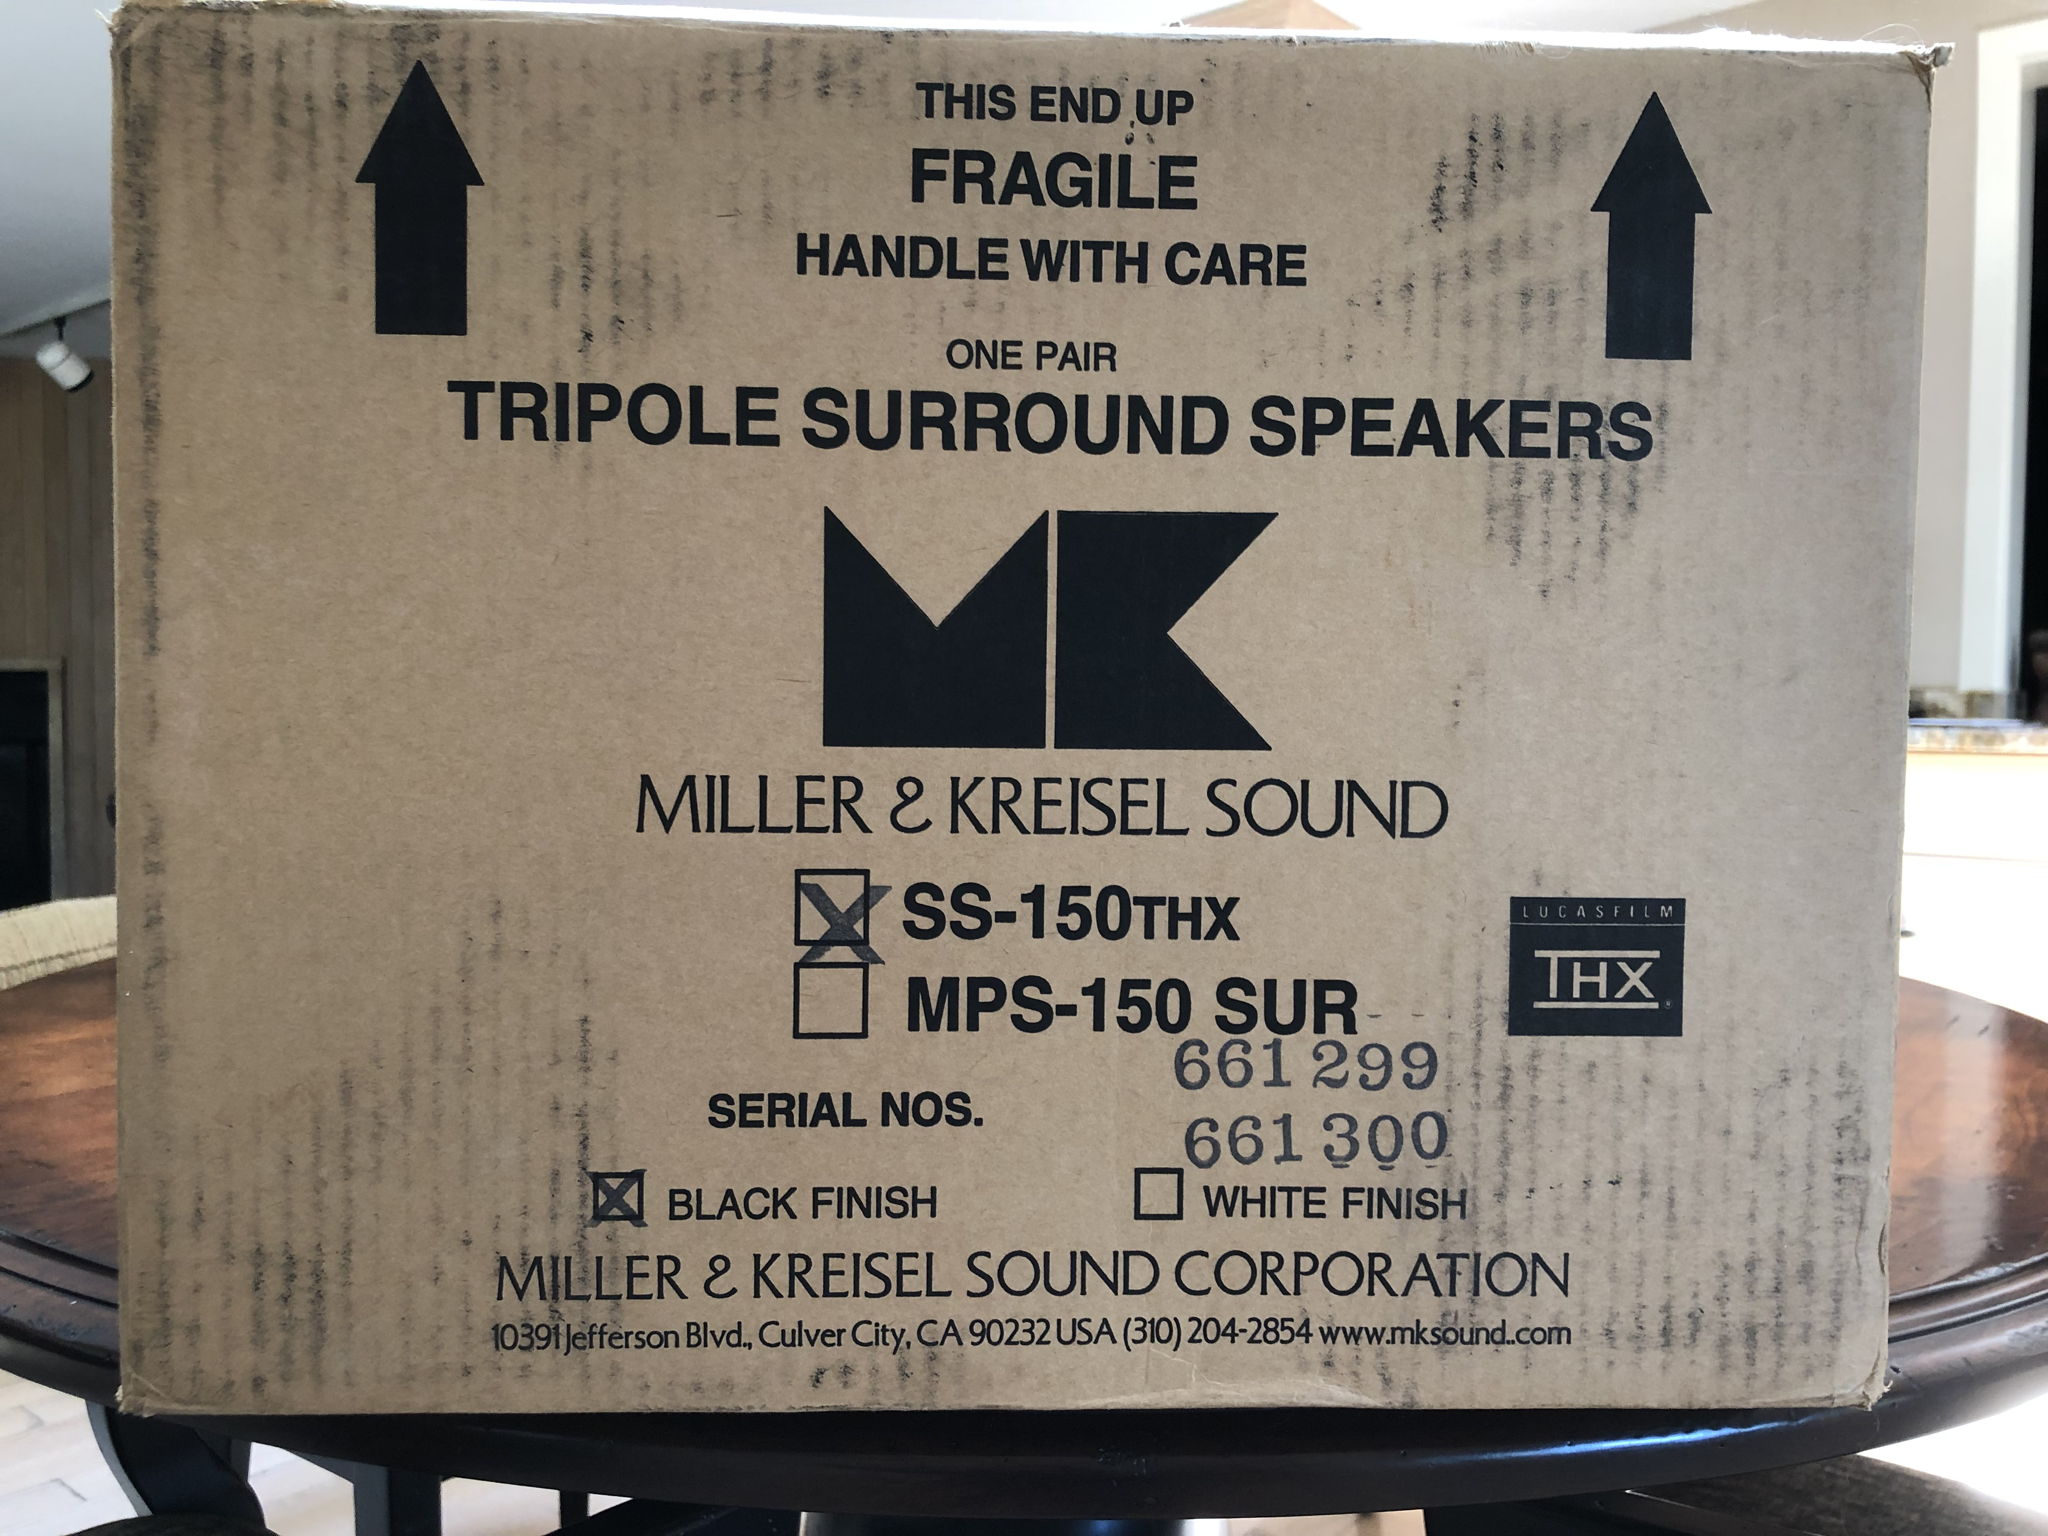 THIS END UP
FRAGILE
HANDLE WITH CARE
ONE PAIR
TRIPOLE SURROUND SPEAKERS
MK
MILLER & KREISEL SOUND
SS-150THX
LUCASFILM
THX
MPS-150 SUR
661299
SERIAL NOS.
661300
BLACK FINISH
WHITE FINISH
MILLER & KREISEL SOUND CORPORATION
10391 Jefferson Blvd., Culver City, CA 90232 USA (310) 204-2854 www.mksound.com